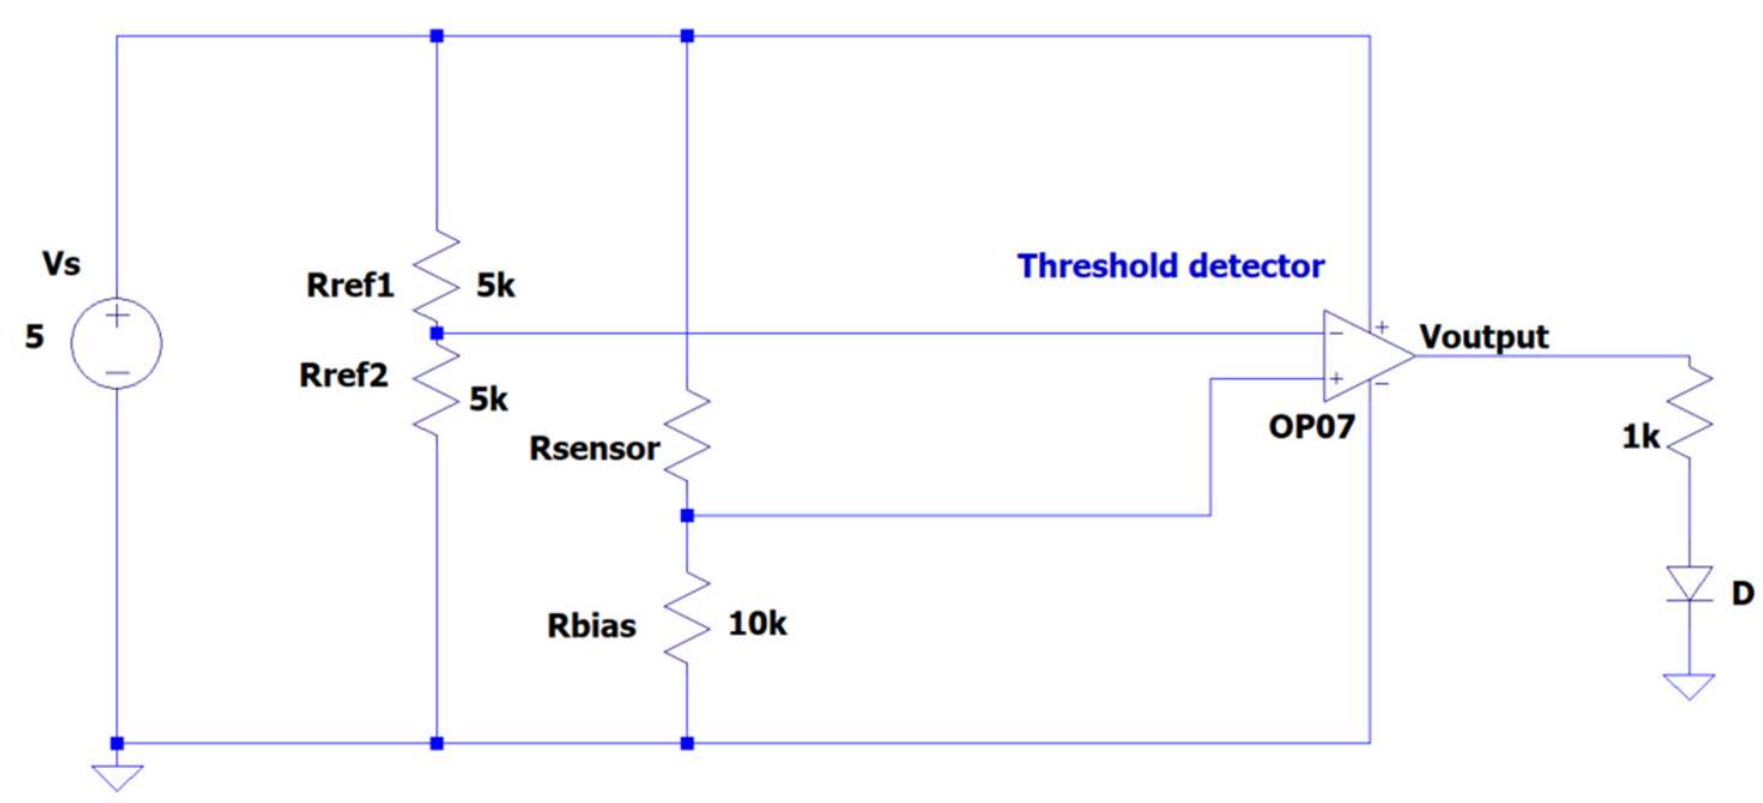 Vs
5
Rref1
5k
Rref2
5k
Rsensor
Rbias
10k
Threshold detector
OP07
Voutput
1k
D